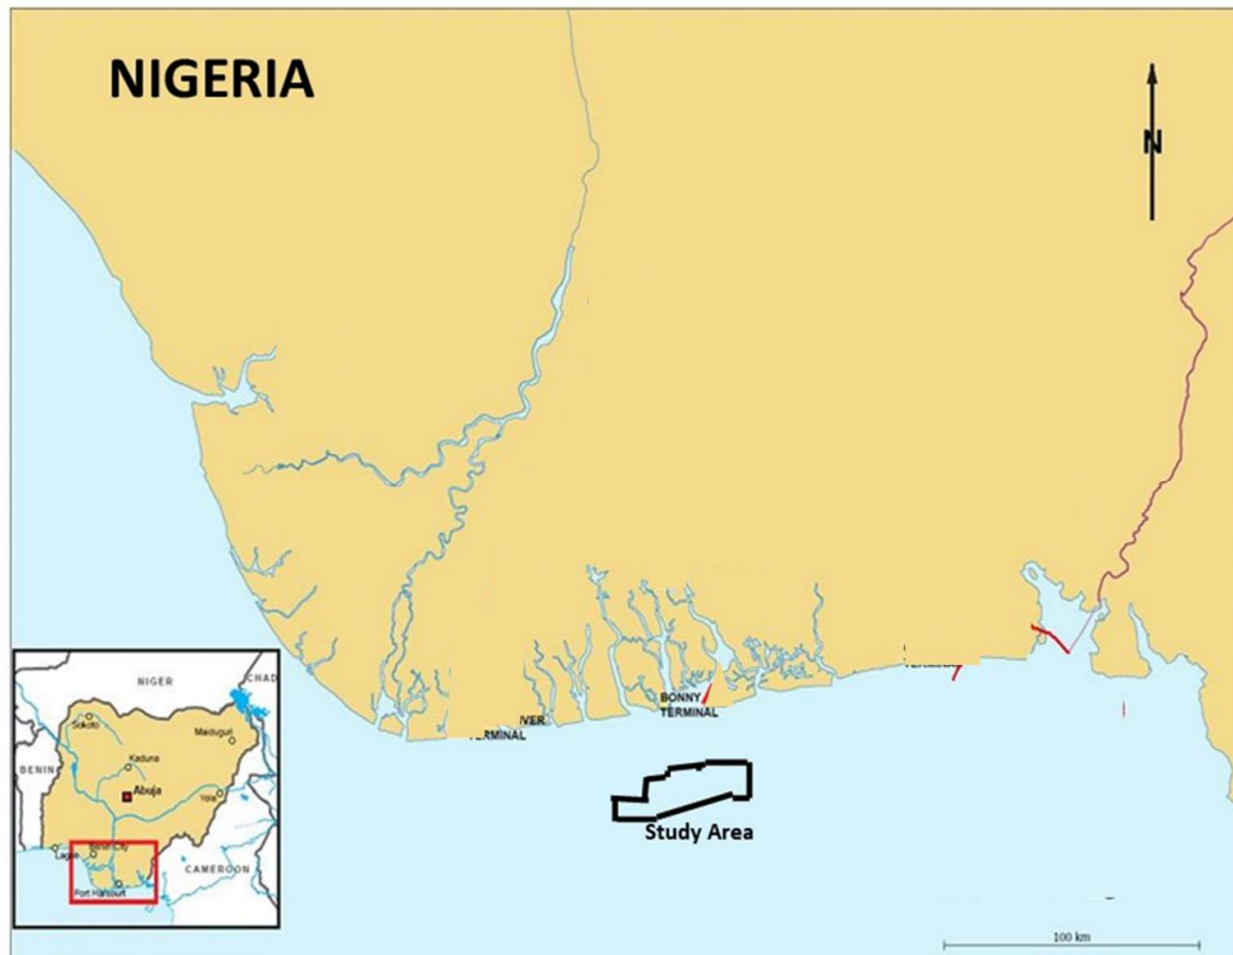 NIGERIA
N
BONNY
TERMINAL
TERMINAL
Study Area
100 km
NIGER
CHAD
Sokoto
Maiduguri
Kaduna
BENIN
Abuja
Yola
Benin City
Lagos
CAMEROON
Port Harcourt